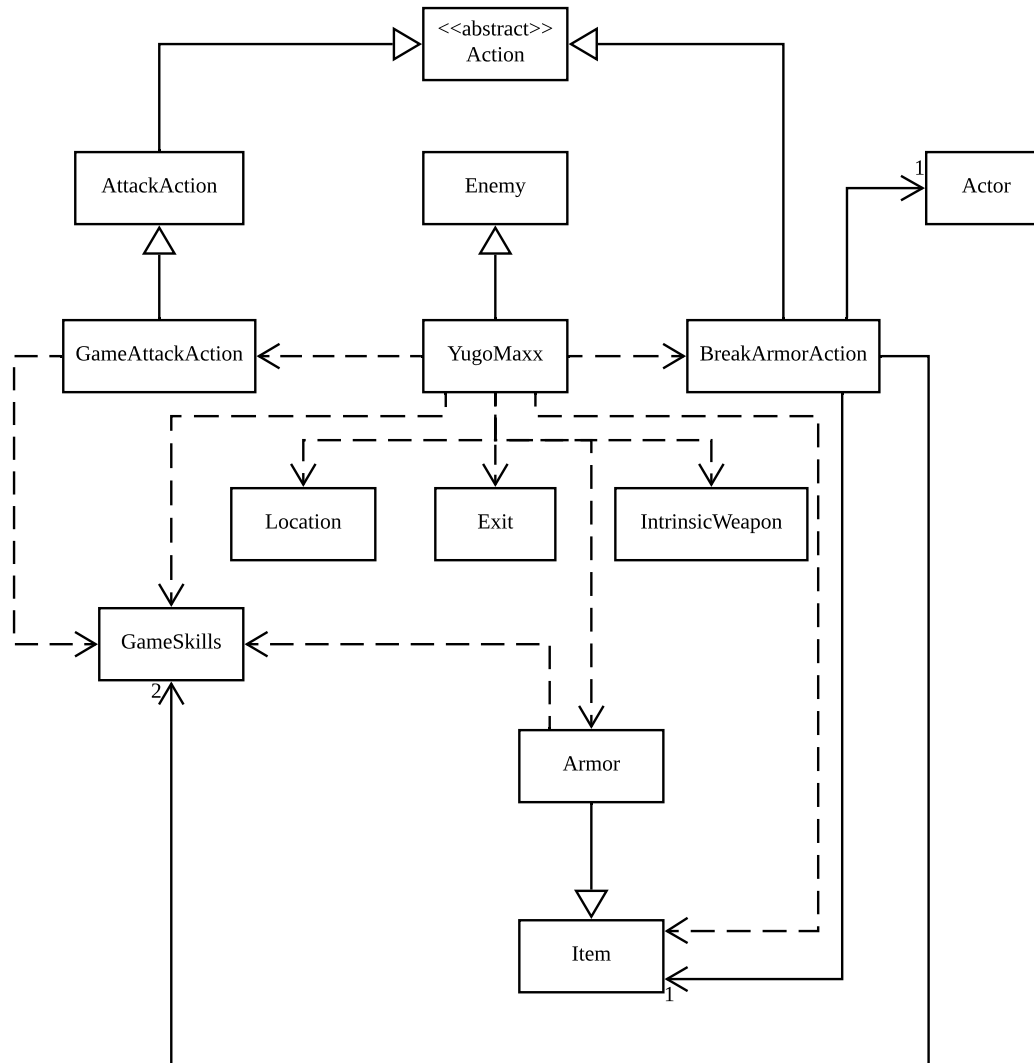 <<abstract>>
Action
AttackAction
Enemy
1
Actor
GameAttackAction
YugoMaxx
BreakArmorAction
Location
Exit
IntrinsicWeapon
GameSkills
2
Armor
Item
1